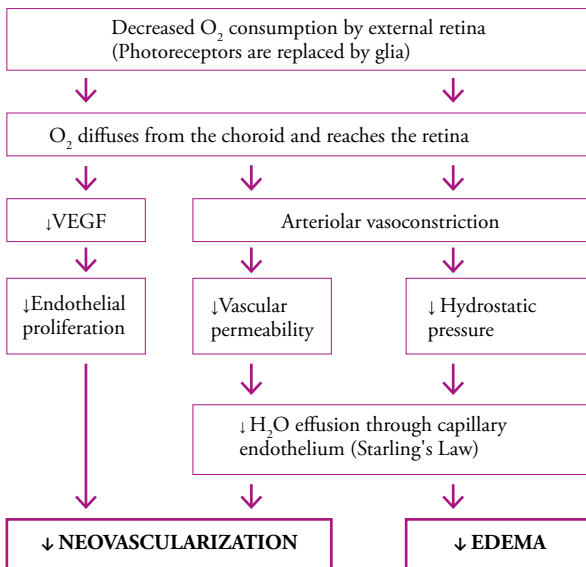 Decreased O₂ consumption by external retina
(Photoreceptors are replaced by glia)
O₂ diffuses from the choroid and reaches the retina
↓VEGF
Arteriolar vasoconstriction
↓Endothelial
proliferation
↓Vascular
permeability
↓ Hydrostatic
pressure
↓H₂O effusion through capillary
endothelium (Starling's Law)
↓ NEOVASCULARIZATION
↓ EDEMA